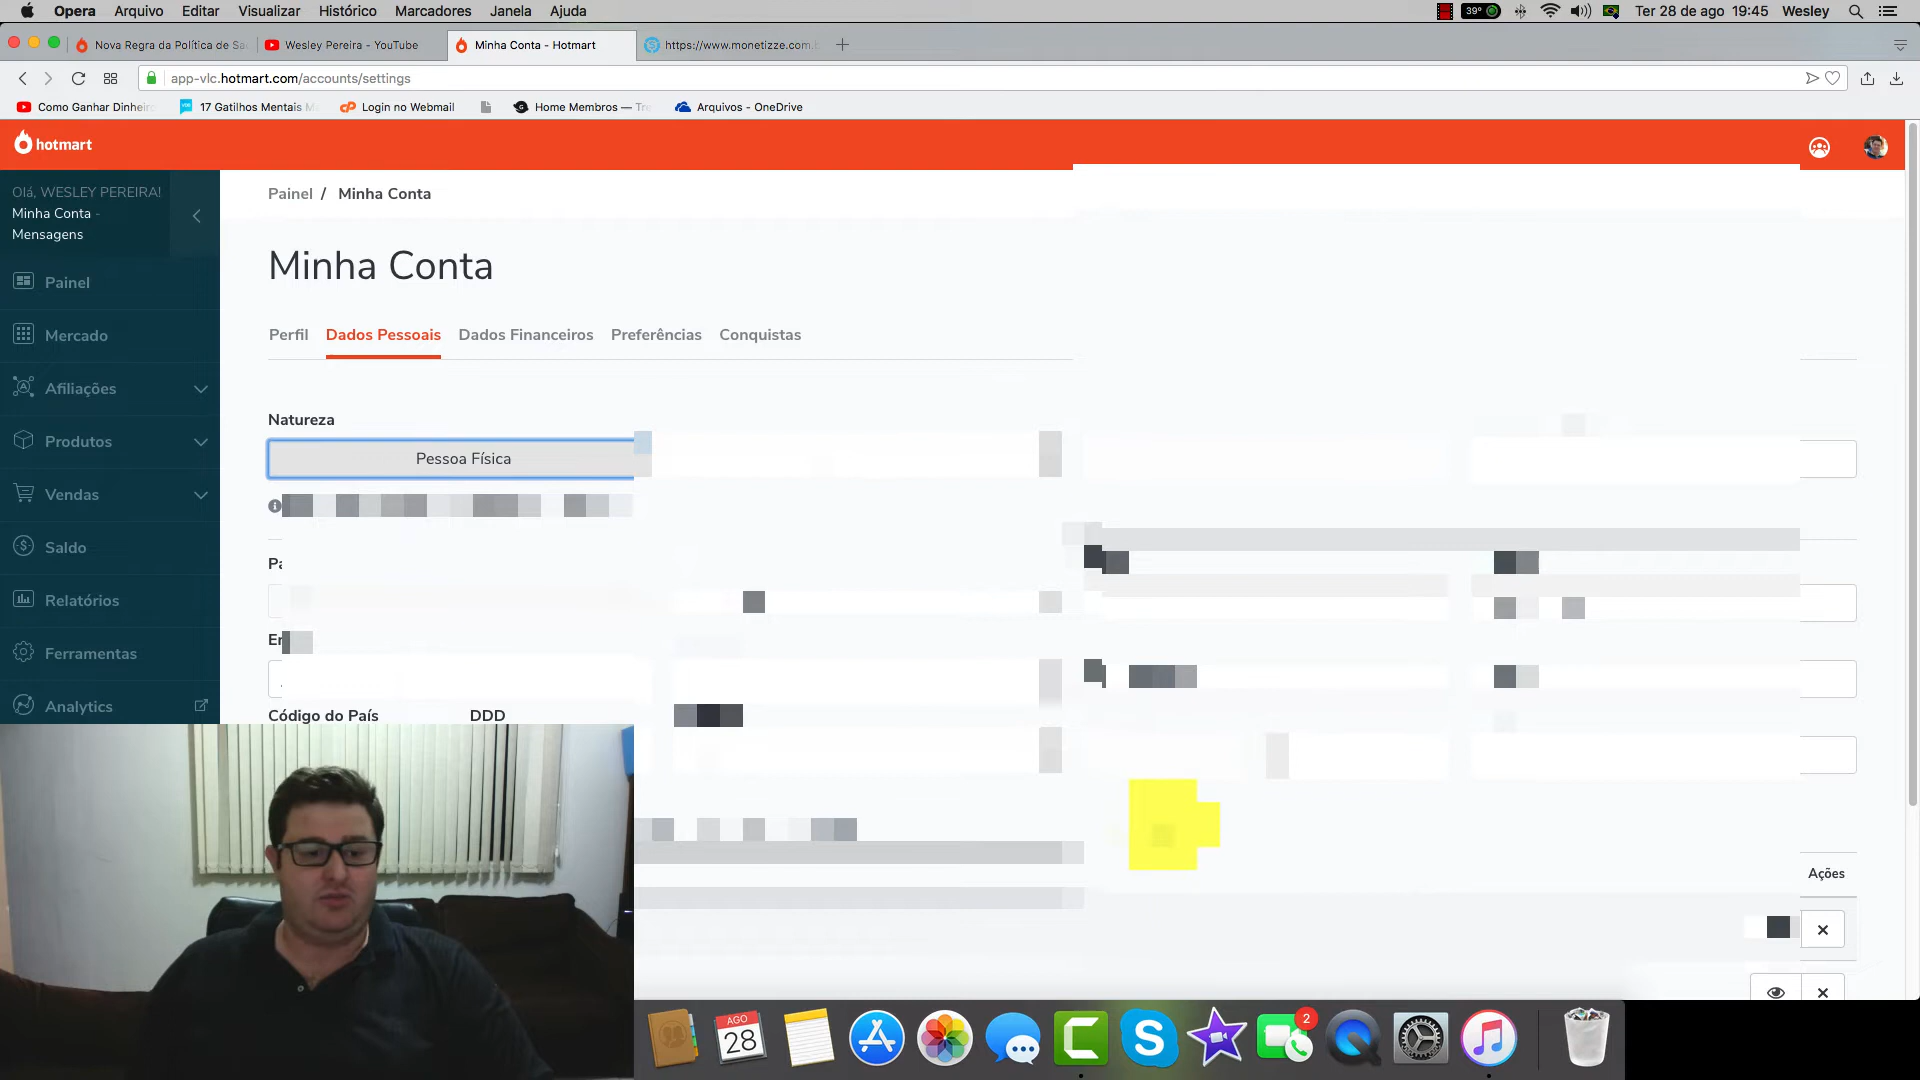 Opera Arquivo Editar Visualizar Histórico Marcadores Janela Ajuda 39° Ter 28 de ago 19:45 Wesley
Nova Regra da Política de Sa
Wesley Pereira - YouTube
Minha Conta - Hotmart
https://www.monetizze.com.
app-vlc.hotmart.com/accounts/settings
Como Ganhar Dinheir
17 Gatilhos Mentais M
Login no Webmail
Home Membros — Tr
Arquivos - OneDrive
hotmart
Olá, WESLEY PEREIRA!
Minha Conta -
Mensagens
Painel
Mercado
Afiliações
Produtos
Vendas
Saldo
Relatórios
Ferramentas
Analytics
Painel / Minha Conta
Minha Conta
Perfil Dados Pessoais Dados Financeiros Preferências Conquistas
Natureza
Pessoa Física
Código do País DDD
Ações
AGO
28
2